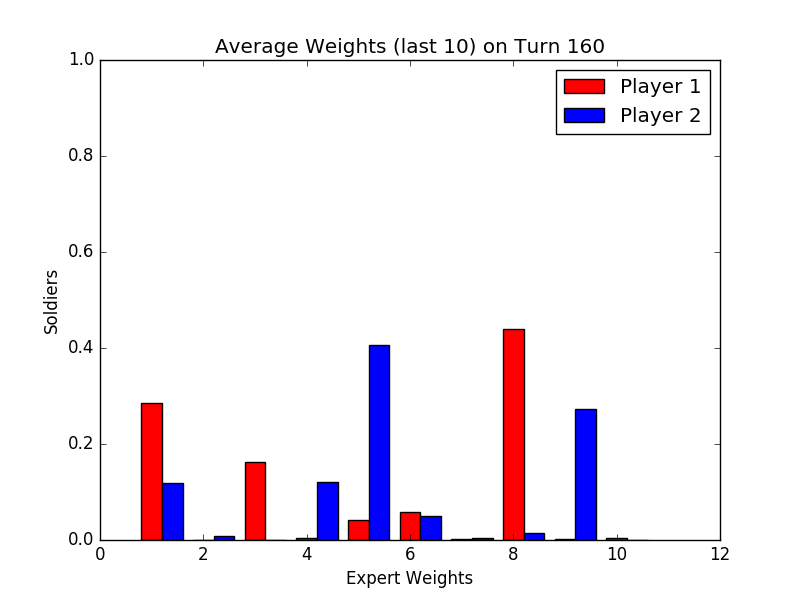 Average Weights (last 10) on Turn 160
1.0
Player 1
Player 2
0.8
0.6
Soldiers
0.4
0.2
0.0
0 2 4 6 8 10 12
Expert Weights